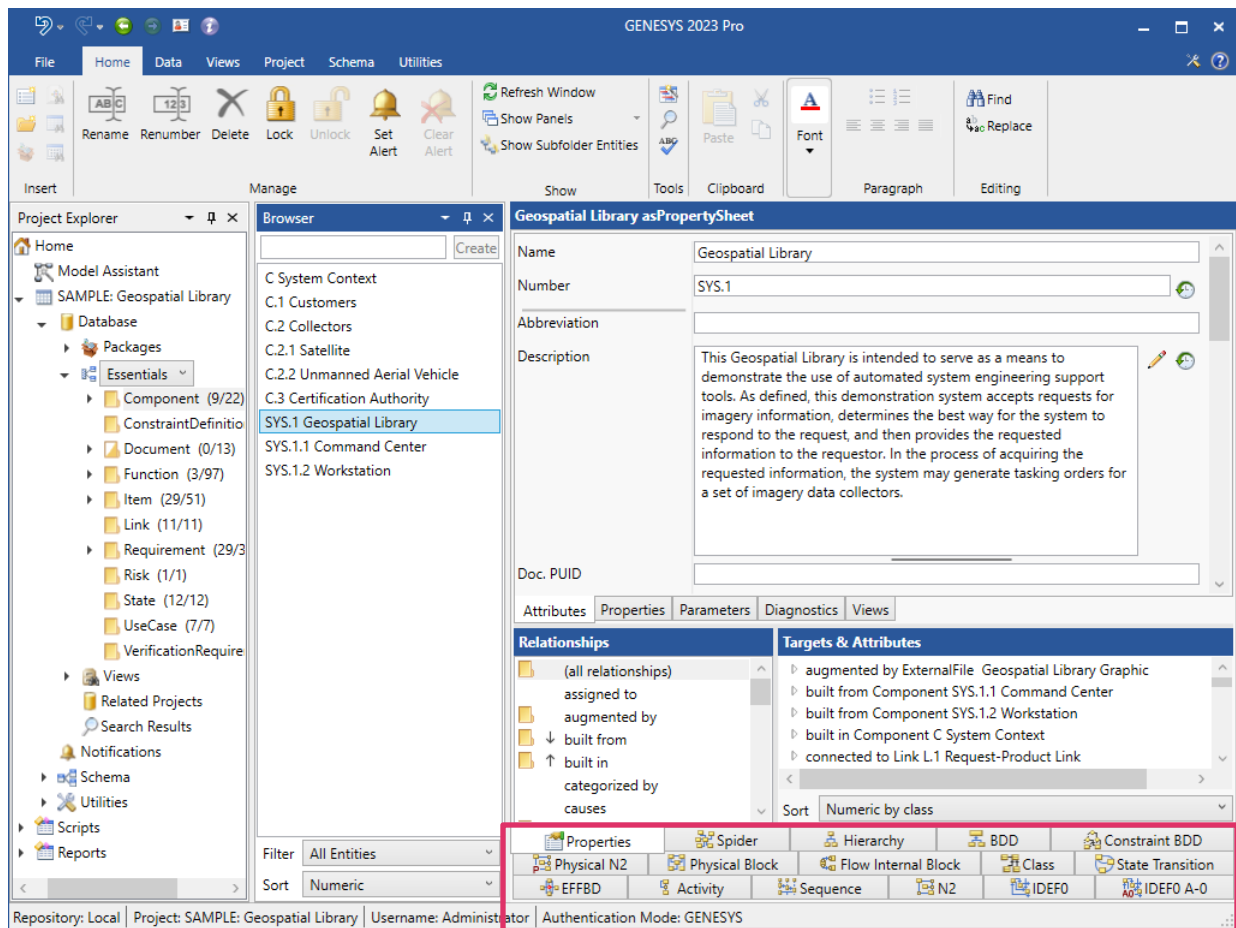 GENESYS 2023 Pro
File Home Data Views Project Schema Utilities
Rename Renumber Delete Lock Unlock Set Alert Clear Alert
Refresh Window
Show Panels
Show Subfolder Entities
Paste
Font
Find
Replace
Insert Manage Show Tools Clipboard Paragraph Editing
Project Explorer
Home
Model Assistant
SAMPLE: Geospatial Library
Database
Packages
Essentials
Component (9/22)
ConstraintDefinitio
Document (0/13)
Function (3/97)
Item (29/51)
Link (11/11)
Requirement (29/3
Risk (1/1)
State (12/12)
UseCase (7/7)
VerificationRequire
Views
Related Projects
Search Results
Notifications
Schema
Utilities
Scripts
Reports
Browser
Create
C System Context
C.1 Customers
C.2 Collectors
C.2.1 Satellite
C.2.2 Unmanned Aerial Vehicle
C.3 Certification Authority
SYS.1 Geospatial Library
SYS.1.1 Command Center
SYS.1.2 Workstation
Filter All Entities
Sort Numeric
Geospatial Library asPropertySheet
Name Geospatial Library
Number SYS.1
Abbreviation
Description
This Geospatial Library is intended to serve as a means to
demonstrate the use of automated system engineering support
tools. As defined, this demonstration system accepts requests for
imagery information, determines the best way for the system to
respond to the request, and then provides the requested
information to the requestor. In the process of acquiring the
requested information, the system may generate tasking orders for
a set of imagery data collectors.
Doc. PUID
Attributes Properties Parameters Diagnostics Views
Relationships
(all relationships)
assigned to
augmented by
built from
built in
categorized by
causes
Targets & Attributes
augmented by ExternalFile Geospatial Library Graphic
built from Component SYS.1.1 Command Center
built from Component SYS.1.2 Workstation
built in Component C System Context
connected to Link L.1 Request-Product Link
Sort Numeric by class
Properties Spider Hierarchy BDD Constraint BDD
Physical N2 Physical Block Flow Internal Block Class State Transition
EFFBD Activity Sequence N2 IDEF0 IDEF0 A-0
Repository: Local Project: SAMPLE: Geospatial Library Username: Administrator Authentication Mode: GENESYS